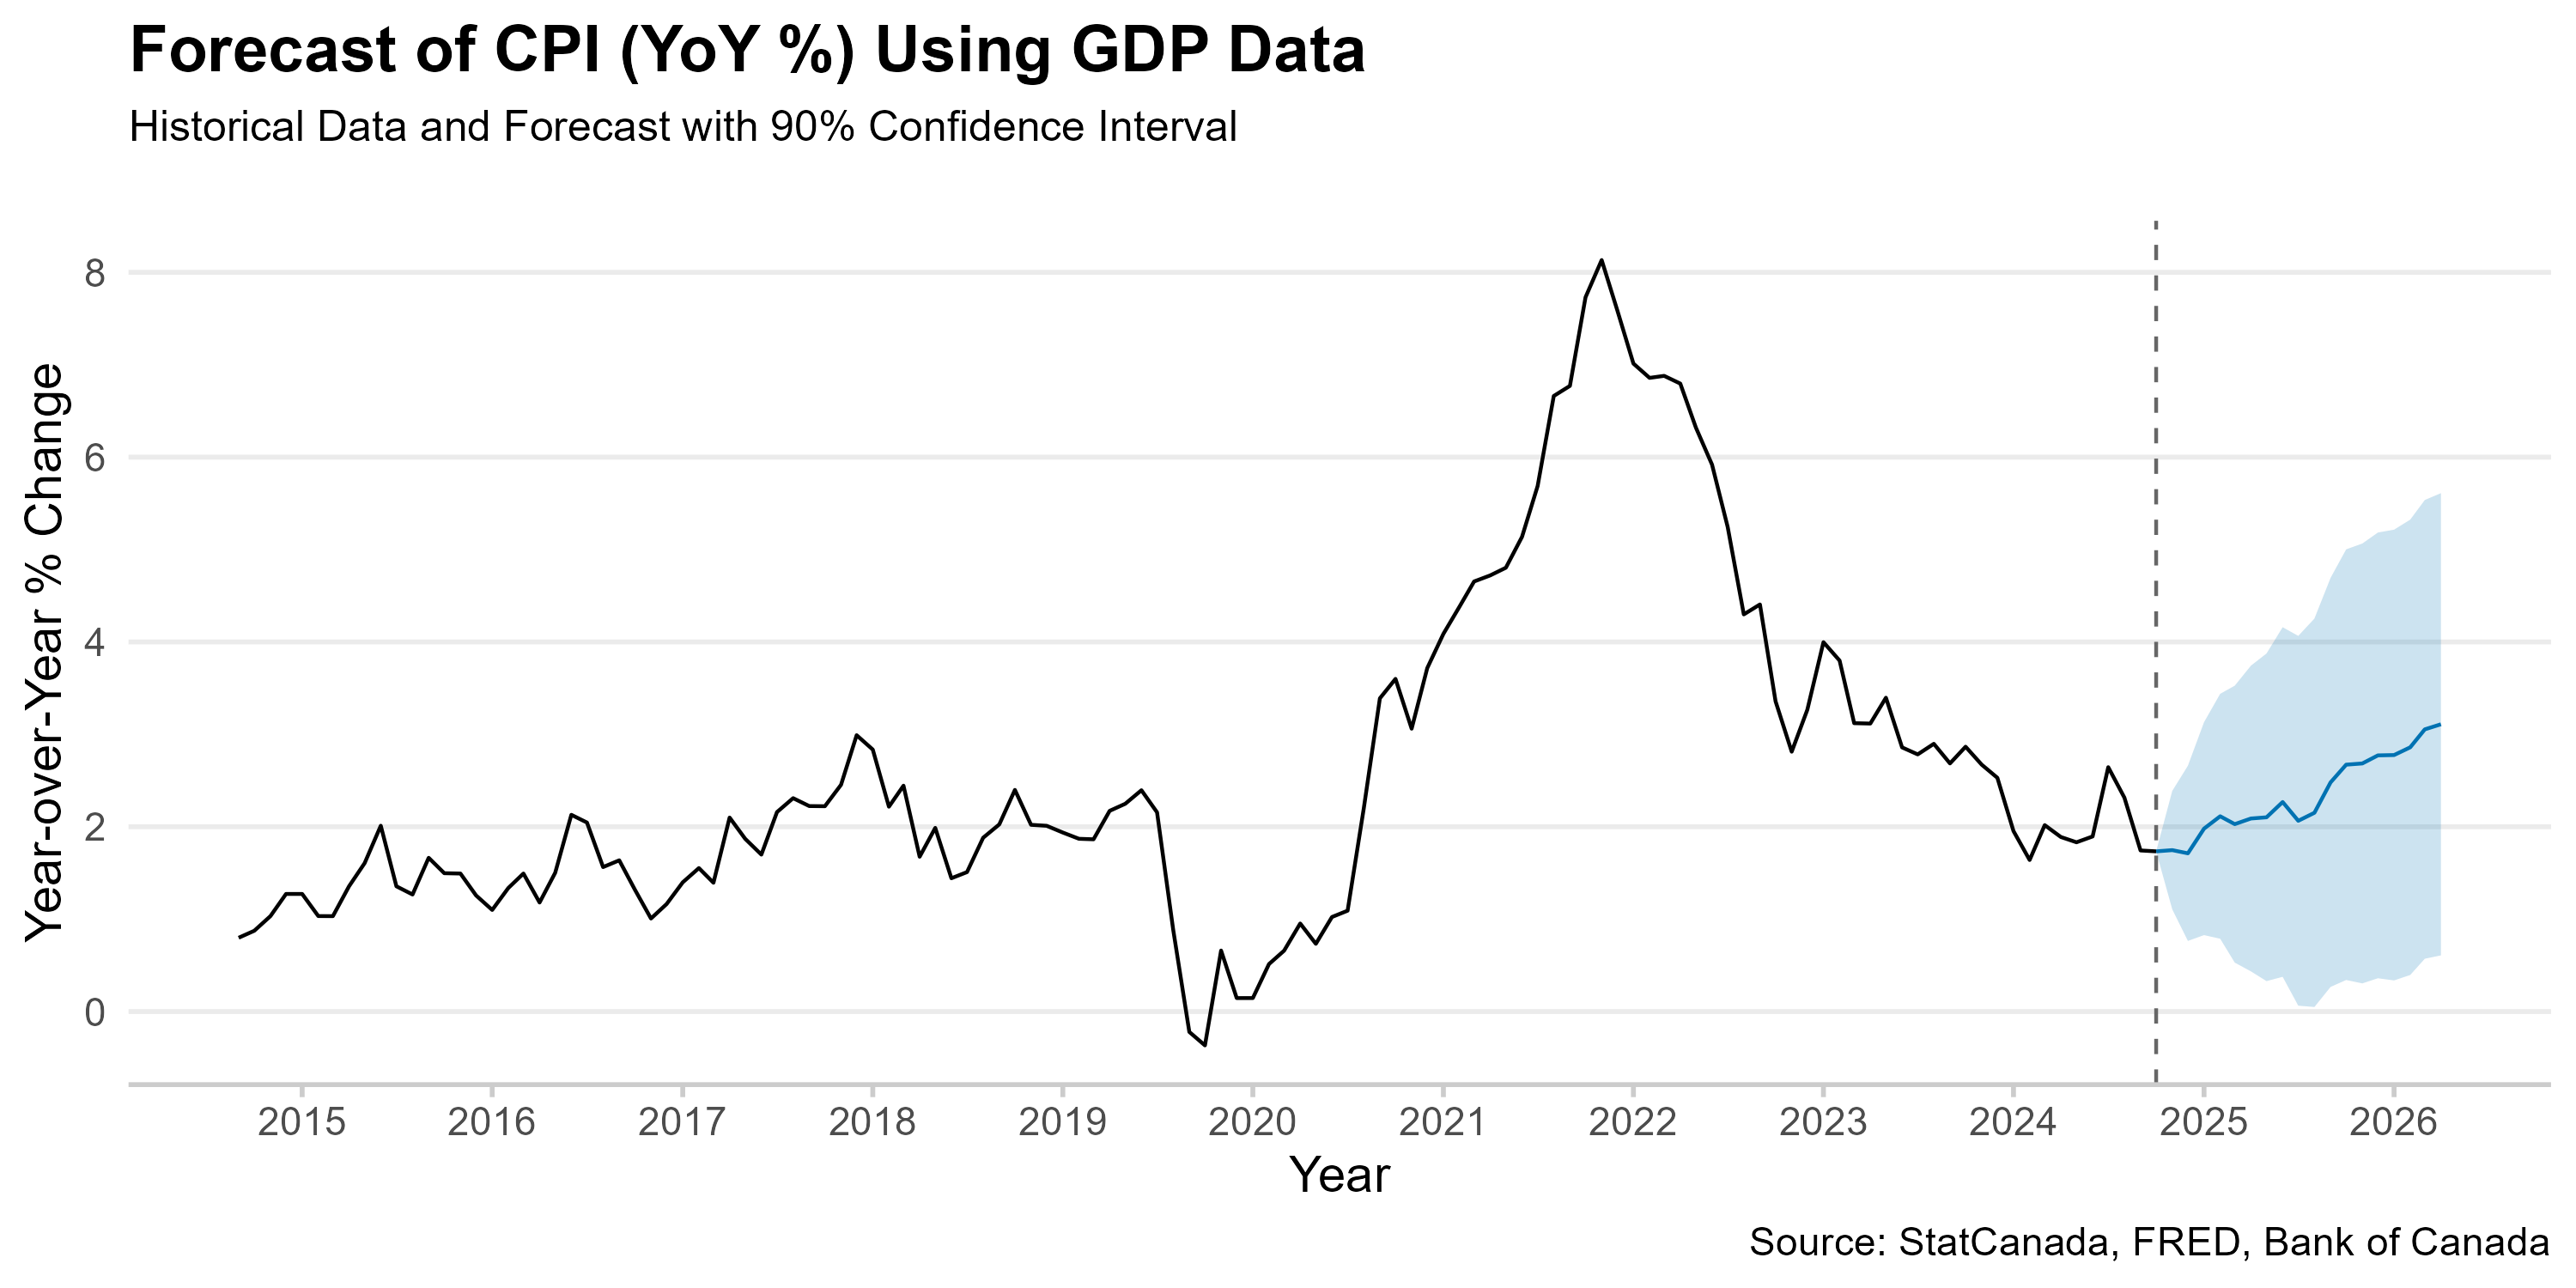 Forecast of CPI (YoY %) Using GDP Data
Historical Data and Forecast with 90% Confidence Interval
Year-over-Year % Change
8
6
4
2
0
2015 2016 2017 2018 2019 2020 2021 2022 2023 2024 2025 2026
Year
Source: StatCanada, FRED, Bank of Canada